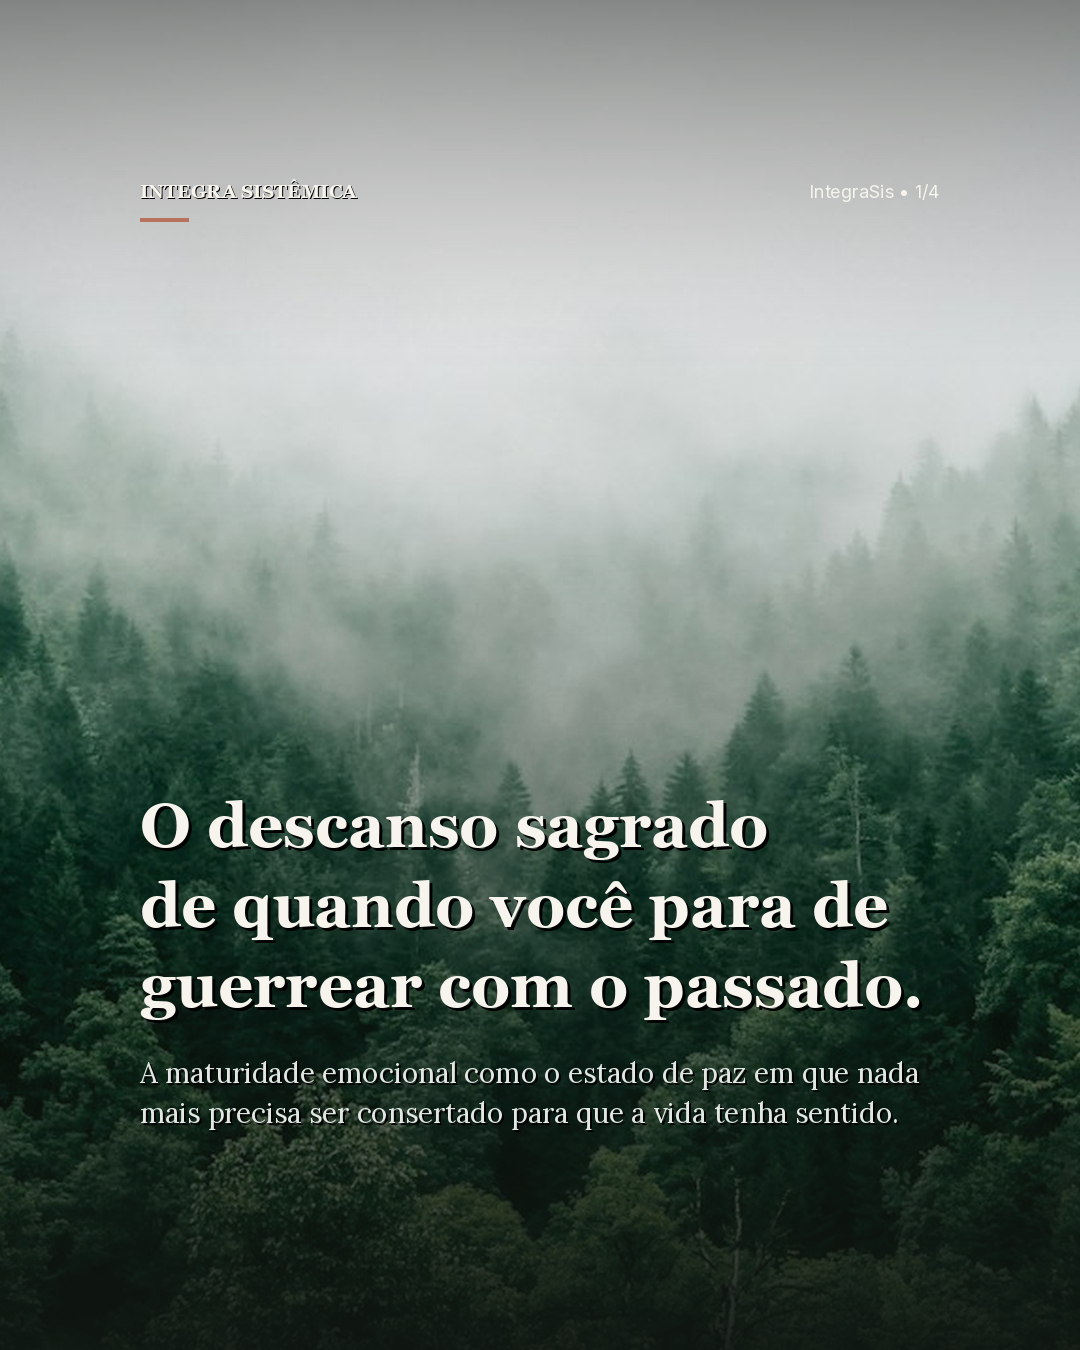 INTEGRA SISTÊMICA
IntegraSis • 1/4
O descanso sagrado
de quando você para de
guerrear com o passado.
A maturidade emocional como o estado de paz em que nada
mais precisa ser consertado para que a vida tenha sentido.